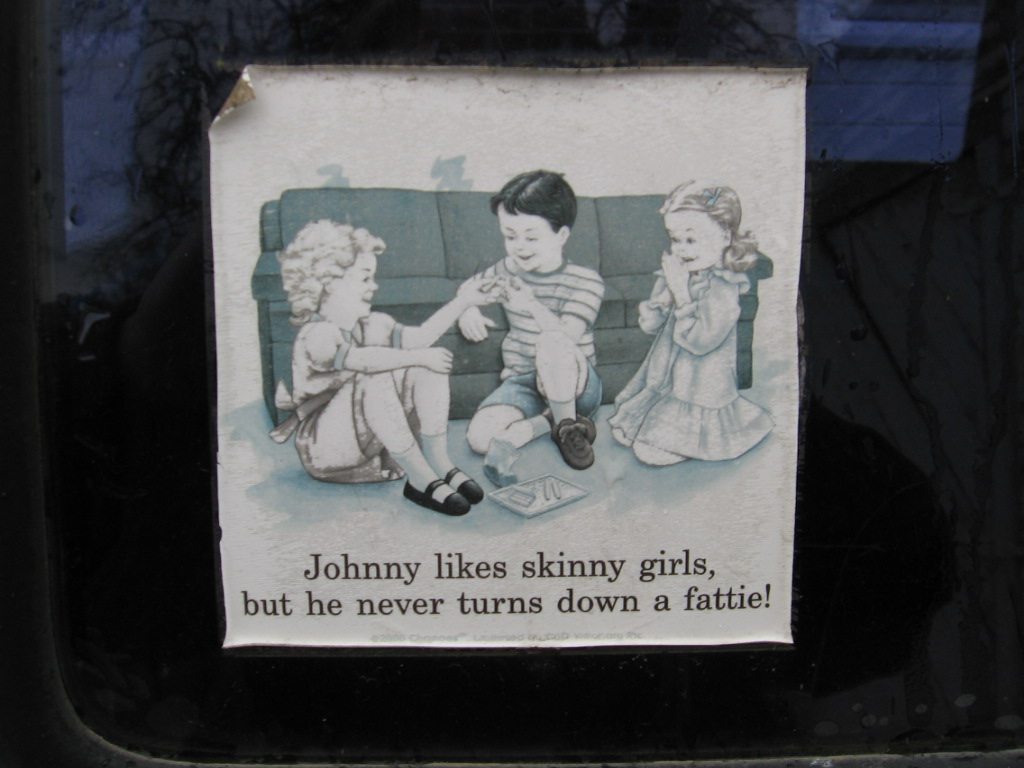 Johnny likes skinny girls,
but he never turns down a fattie!